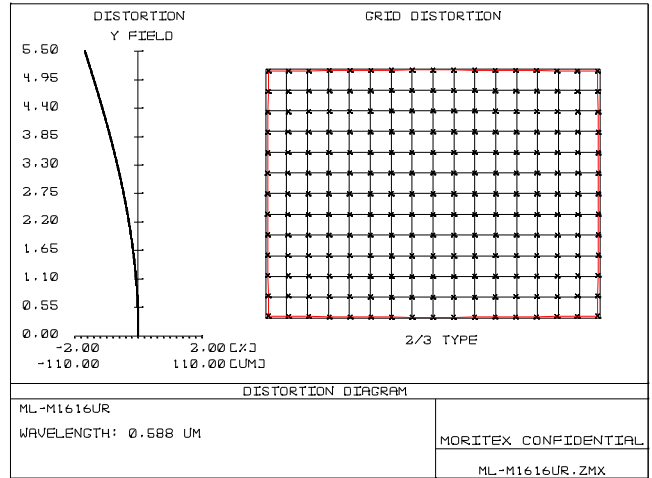 DISTORTION
Y FIELD
5.50
4.95
4.40
3.85
3.30
2.75
2.20
1.65
1.10
0.55
0.00
-2.00 2.00[%]
-110.00 110.00[UM]
GRID DISTORTION
2/3 TYPE
DISTORTION DIAGRAM
ML-M1616UR
WAVELENGTH: 0.588 UM
MORITEX CONFIDENTIAL
ML-M1616UR.ZMX